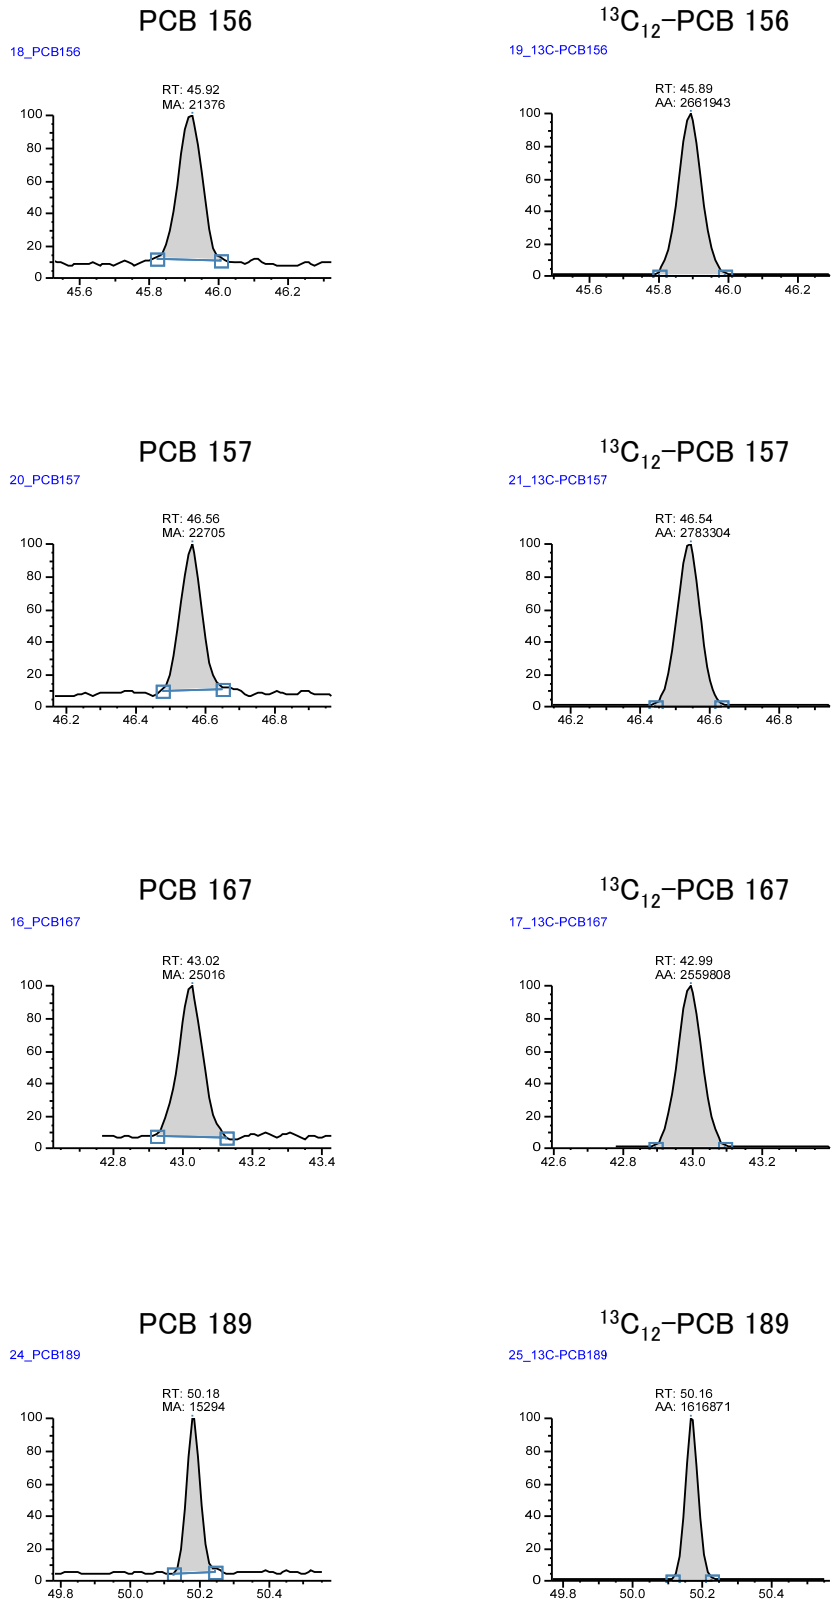 PCB 156
18_PCB156
RT: 45.92
MA: 21376
100
80
60
40
20
0
45.6 45.8 46.0 46.2
¹³C₁₂-PCB 156
19_13C-PCB156
RT: 45.89
AA: 2661943
100
80
60
40
20
0
45.6 45.8 46.0 46.2
PCB 157
20_PCB157
RT: 46.56
MA: 22705
100
80
60
40
20
0
46.2 46.4 46.6 46.8
¹³C₁₂-PCB 157
21_13C-PCB157
RT: 46.54
AA: 2783304
100
80
60
40
20
0
46.2 46.4 46.6 46.8
PCB 167
16_PCB167
RT: 43.02
MA: 25016
100
80
60
40
20
0
42.8 43.0 43.2 43.4
¹³C₁₂-PCB 167
17_13C-PCB167
RT: 42.99
AA: 2559808
100
80
60
40
20
0
42.6 42.8 43.0 43.2
PCB 189
24_PCB189
RT: 50.18
MA: 15294
100
80
60
40
20
0
49.8 50.0 50.2 50.4
¹³C₁₂-PCB 189
25_13C-PCB189
RT: 50.16
AA: 1616871
100
80
60
40
20
0
49.8 50.0 50.2 50.4